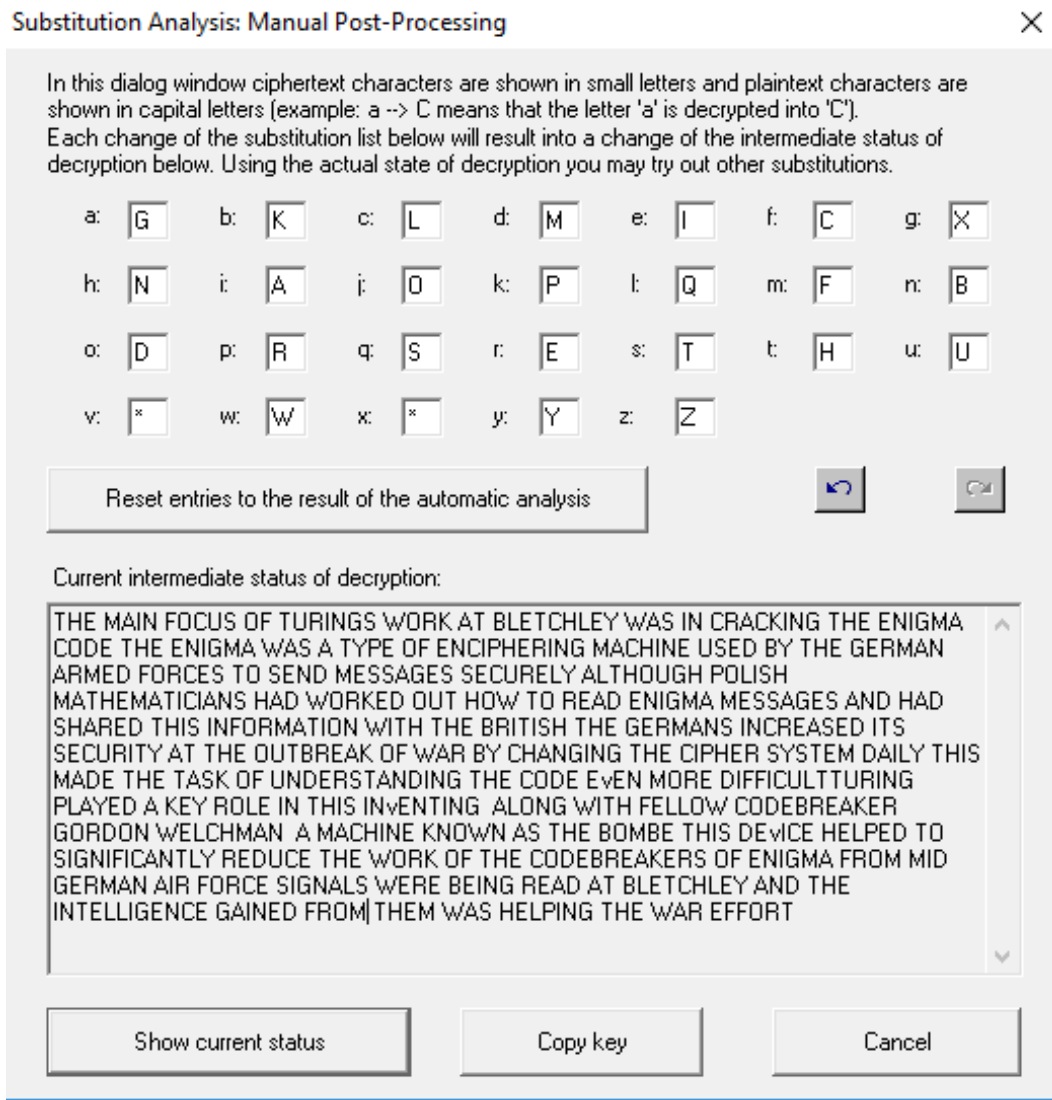 Substitution Analysis: Manual Post-Processing
In this dialog window ciphertext characters are shown in small letters and plaintext characters are
shown in capital letters (example: a --> C means that the letter 'a' is decrypted into 'C').
Each change of the substitution list below will result into a change of the intermediate status of
decryption below. Using the actual state of decryption you may try out other substitutions.
a: G b: K c: L d: M e: I f: C g: X
h: N i: A j: O k: P l: Q m: F n: B
o: D p: R q: S r: E s: T t: H u: U
v: * w: W x: * y: Y z: Z
Reset entries to the result of the automatic analysis
Current intermediate status of decryption:
THE MAIN FOCUS OF TURINGS WORK AT BLETCHLEY WAS IN CRACKING THE ENIGMA
CODE THE ENIGMA WAS A TYPE OF ENCIPHERING MACHINE USED BY THE GERMAN
ARMED FORCES TO SEND MESSAGES SECURELY ALTHOUGH POLISH
MATHEMATICIANS HAD WORKED OUT HOW TO READ ENIGMA MESSAGES AND HAD
SHARED THIS INFORMATION WITH THE BRITISH THE GERMANS INCREASED ITS
SECURITY AT THE OUTBREAK OF WAR BY CHANGING THE CIPHER SYSTEM DAILY THIS
MADE THE TASK OF UNDERSTANDING THE CODE EvEN MORE DIFFICULTTURING
PLAYED A KEY ROLE IN THIS INvENTING  ALONG WITH FELLOW CODEBREAKER
GORDON WELCHMAN  A MACHINE KNOWN AS THE BOMBE THIS DEvICE HELPED TO
SIGNIFICANTLY REDUCE THE WORK OF THE CODEBREAKERS OF ENIGMA FROM MID
GERMAN AIR FORCE SIGNALS WERE BEING READ AT BLETCHLEY AND THE
INTELLIGENCE GAINED FROM THEM WAS HELPING THE WAR EFFORT
Show current status Copy key Cancel